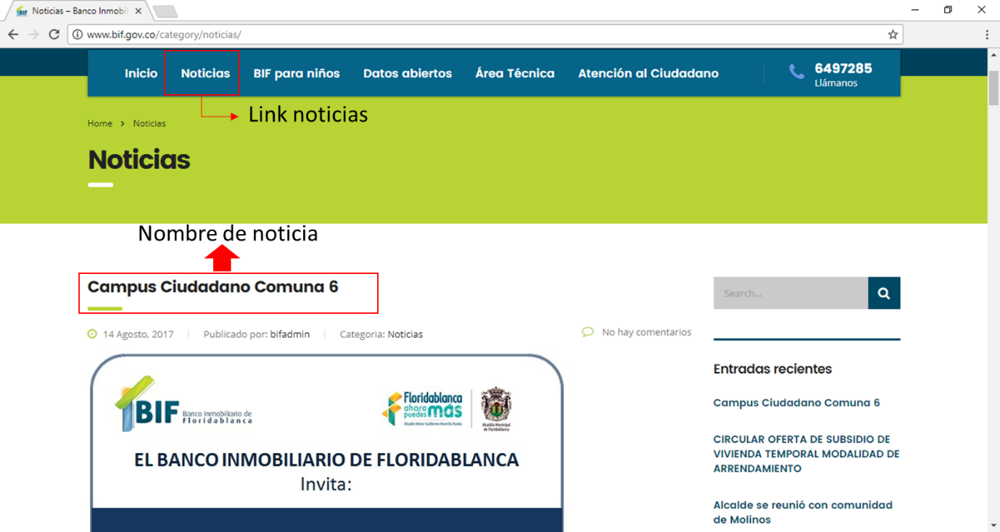 Noticias – Banco Inmobil
www.bif.gov.co/category/noticias/
Inicio Noticias BIF para niños Datos abiertos Área Técnica Atención al Ciudadano 6497285
Llámanos
Link noticias
Home > Noticias
Noticias
Nombre de noticia
Campus Ciudadano Comuna 6
Search...
14 Agosto, 2017 Publicado por: bifadmin Categoria: Noticias No hay comentarios
Entradas recientes
Campus Ciudadano Comuna 6
CIRCULAR OFERTA DE SUBSIDIO DE
VIVIENDA TEMPORAL MODALIDAD DE
ARRENDAMIENTO
Alcalde se reunió con comunidad
de Molinos
BIF Banco Inmobiliario de
Floridablanca
Floridablanca
ahora
puedes más
Alcalde Héctor Guillermo Mantilla Rueda
Alcaldía Municipal
de Floridablanca
EL BANCO INMOBILIARIO DE FLORIDABLANCA
Invita: